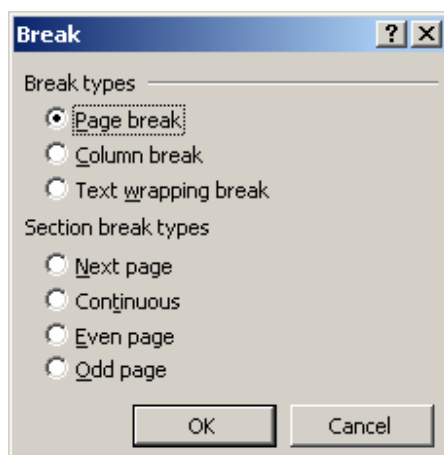 Break
Break types
Page break
Column break
Text wrapping break
Section break types
Next page
Continuous
Even page
Odd page
OK Cancel